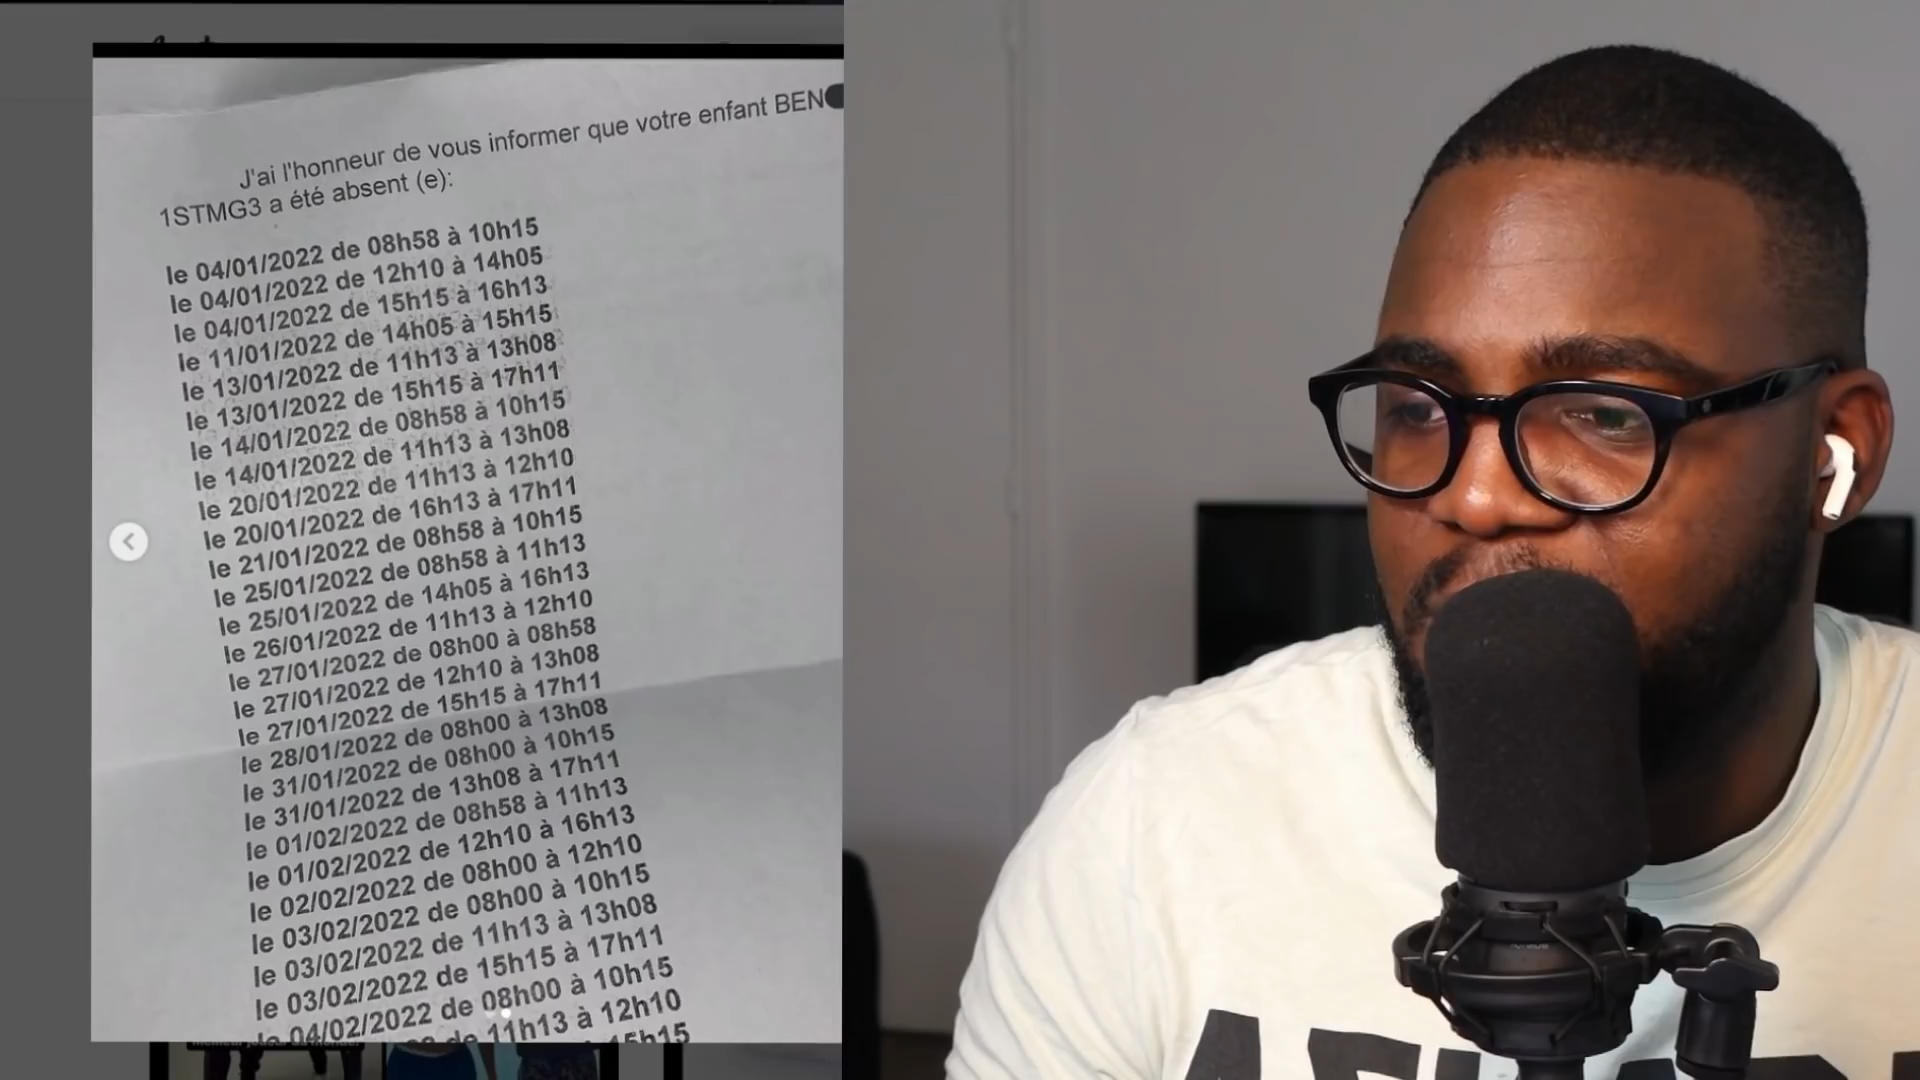 J'ai l'honneur de vous informer que votre enfant BEN
1STMG3 a été absent (e):
le 04/01/2022 de 08h58 à 10h15
le 04/01/2022 de 12h10 à 14h05
le 04/01/2022 de 15h15 à 16h13
le 11/01/2022 de 14h05 à 15h15
le 13/01/2022 de 11h13 à 13h08
le 13/01/2022 de 15h15 à 17h11
le 14/01/2022 de 08h58 à 10h15
le 14/01/2022 de 11h13 à 13h08
le 20/01/2022 de 11h13 à 12h10
le 20/01/2022 de 16h13 à 17h11
le 21/01/2022 de 08h58 à 10h15
le 25/01/2022 de 08h58 à 11h13
le 25/01/2022 de 14h05 à 16h13
le 26/01/2022 de 11h13 à 12h10
le 27/01/2022 de 08h00 à 08h58
le 27/01/2022 de 12h10 à 13h08
le 27/01/2022 de 15h15 à 17h11
le 28/01/2022 de 08h00 à 13h08
le 31/01/2022 de 08h00 à 10h15
le 31/01/2022 de 13h08 à 17h11
le 01/02/2022 de 08h58 à 11h13
le 01/02/2022 de 12h10 à 16h13
le 02/02/2022 de 08h00 à 12h10
le 03/02/2022 de 08h00 à 10h15
le 03/02/2022 de 11h13 à 13h08
le 03/02/2022 de 15h15 à 17h11
le 04/02/2022 de 08h00 à 10h15
de 11h13 à 12h10
15h15